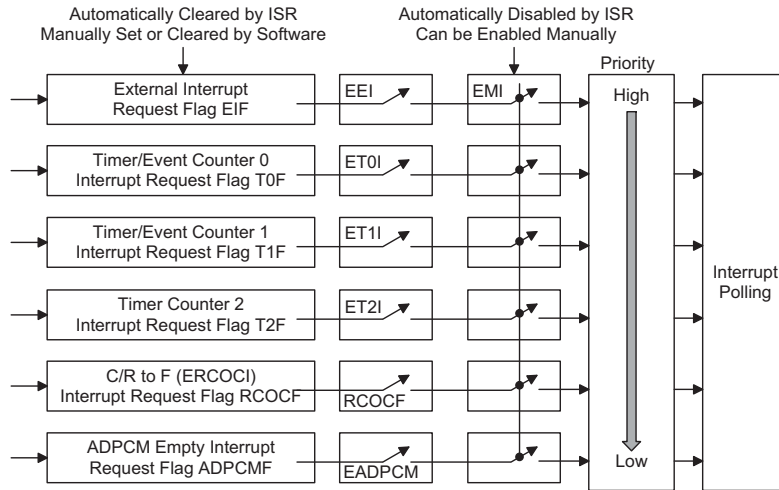 Automatically Cleared by ISR
Manually Set or Cleared by Software
Automatically Disabled by ISR
Can be Enabled Manually
Priority
External Interrupt
Request Flag EIF
EEI
EMI
High
Timer/Event Counter 0
Interrupt Request Flag T0F
ET0I
Timer/Event Counter 1
Interrupt Request Flag T1F
ET1I
Interrupt
Polling
Timer Counter 2
Interrupt Request Flag T2F
ET2I
C/R to F (ERCOCI)
Interrupt Request Flag RCOCF
RCOCF
ADPCM Empty Interrupt
Request Flag ADPCMF
EADPCM
Low